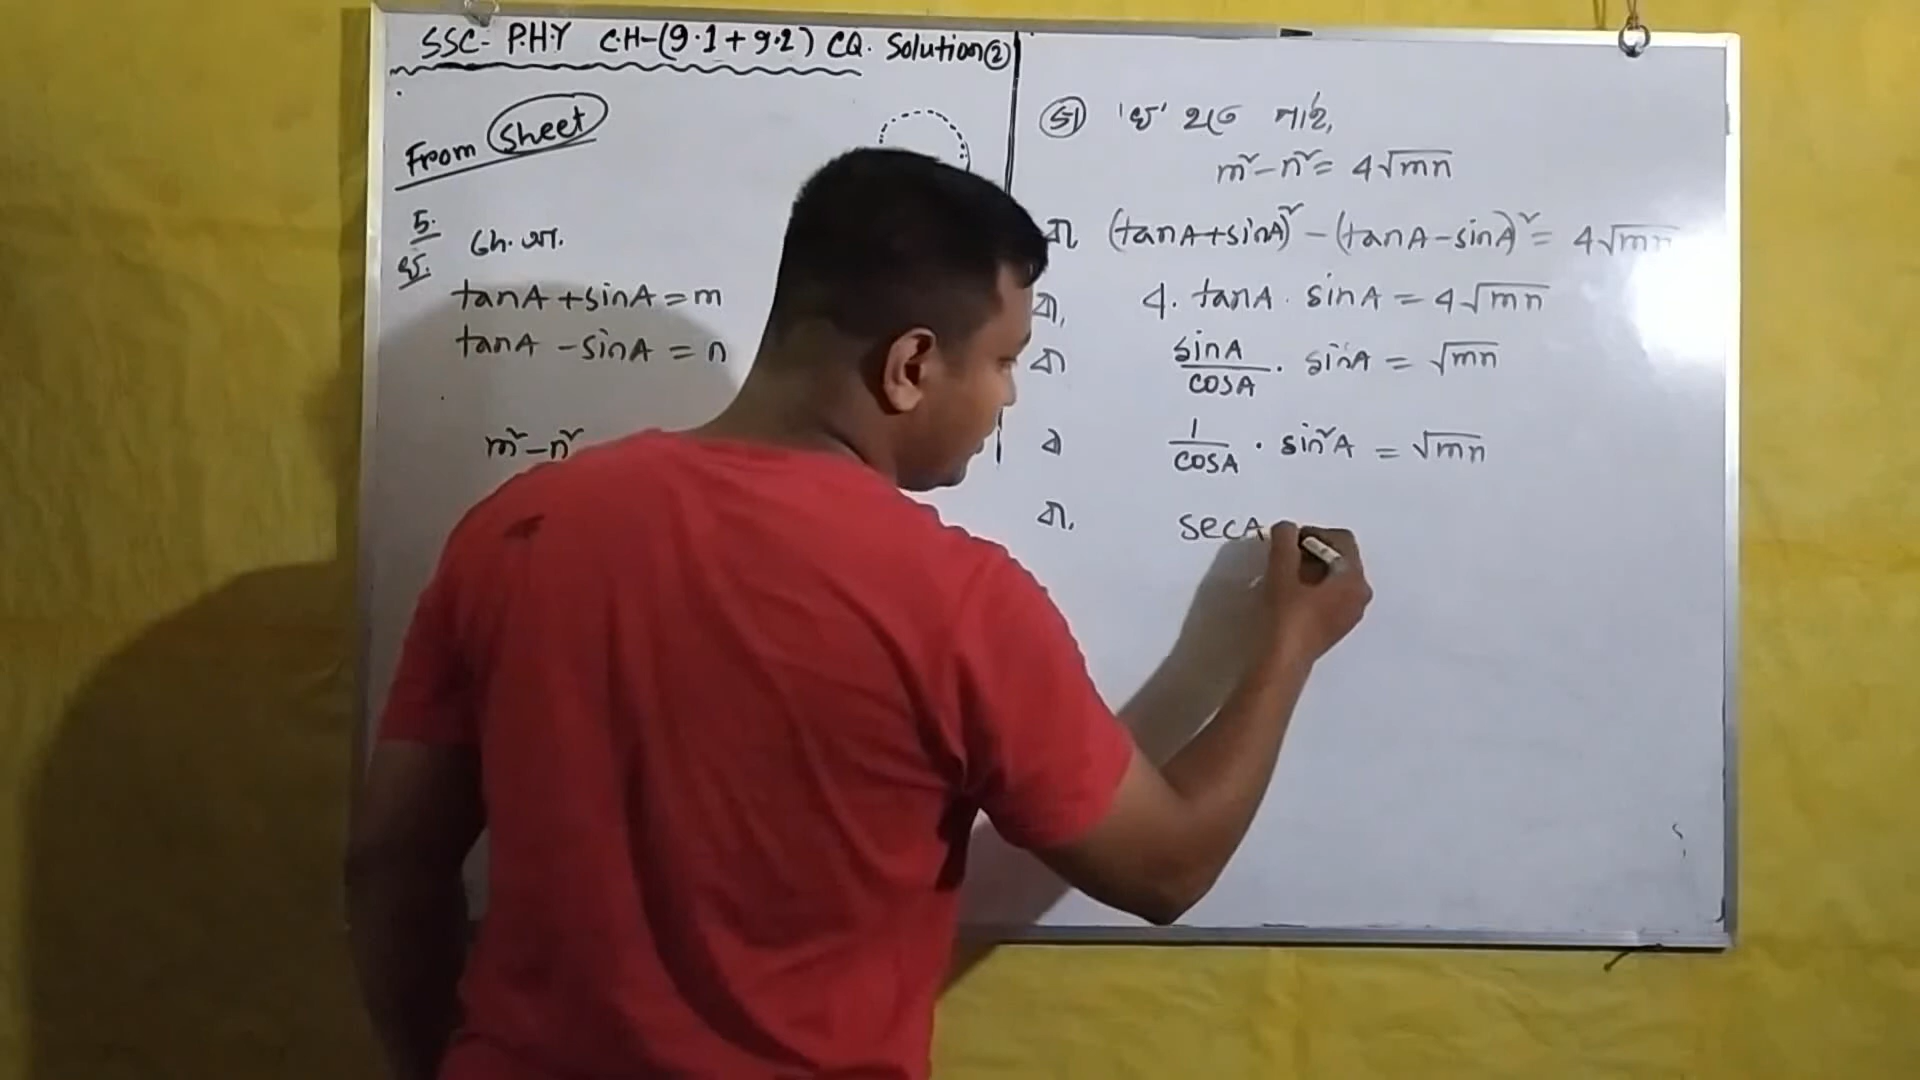 SSC- P.H.Y CH-(9.1+9.2) CQ. Solution②
From Sheet
5.
খ. দে. আ.
tanA+sinA=m
tanA-sinA=n
m²-n²
'খ' হতে পাই,
m²-n²= 4√mn
বা, (tanA+sinA)²-(tanA-sinA)²= 4√mn
বা, 4. tanA. sinA=4√mn
বা sinA/cosA . sinA = √mn
বা 1/cosA . sin²A = √mn
বা, secA